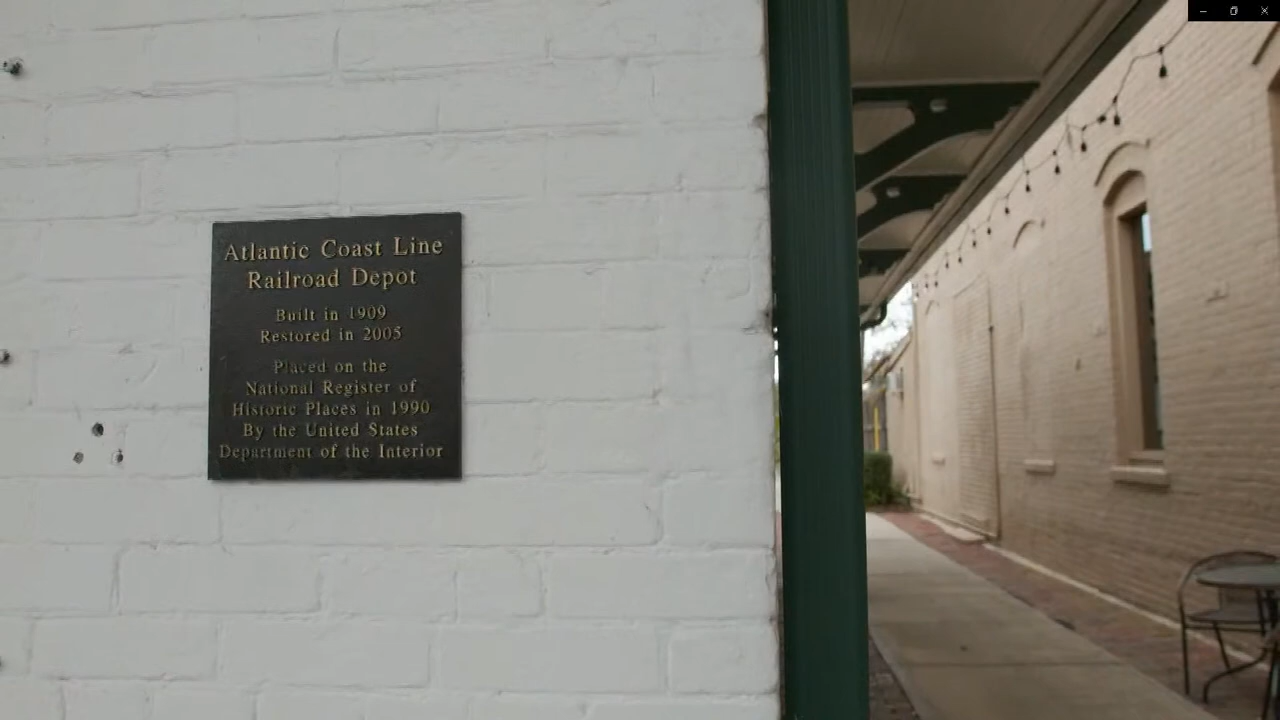 Atlantic Coast Line
Railroad Depot
Built in 1909
Restored in 2005
Placed on the
National Register of
Historic Places in 1990
By the United States
Department of the Interior